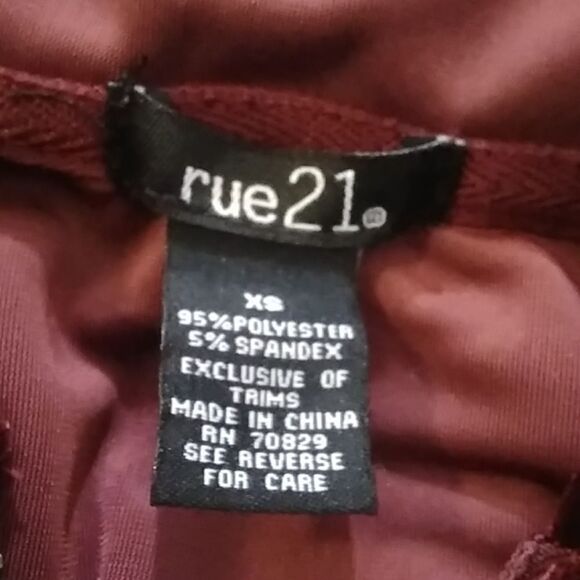 rue21®
XS
95%POLYESTER
5% SPANDEX
EXCLUSIVE OF
TRIMS
MADE IN CHINA
RN 70829
SEE REVERSE
FOR CARE